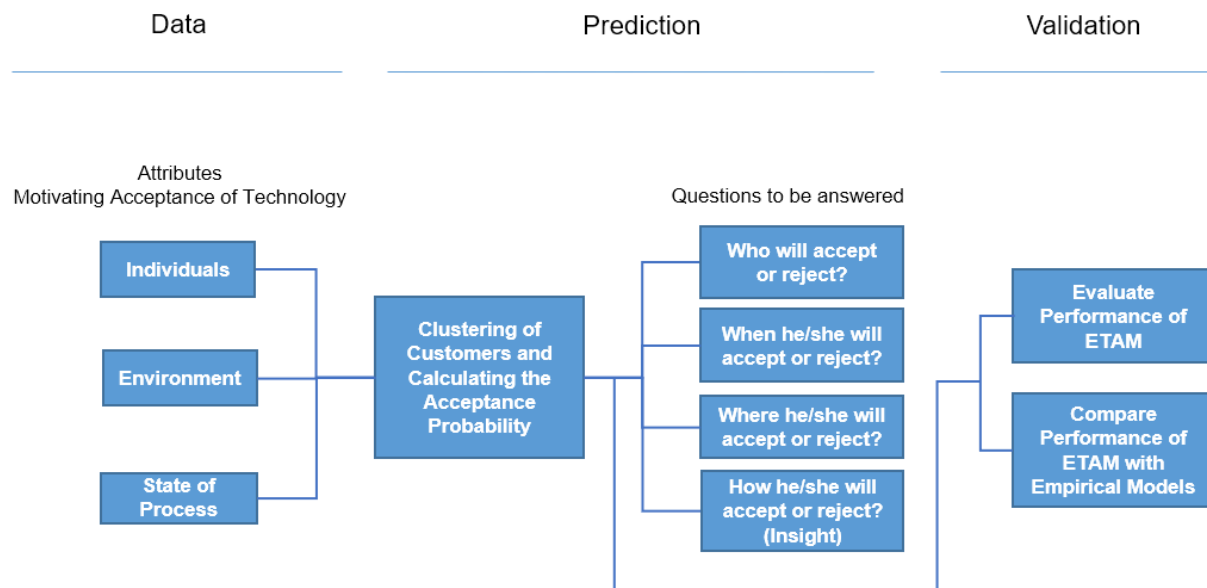 Data
Prediction
Validation
Attributes
Motivating Acceptance of Technology
Individuals
Environment
State of
Process
Clustering of
Customers and
Calculating the
Acceptance
Probability
Questions to be answered
Who will accept
or reject?
When he/she will
accept or reject?
Where he/she will
accept or reject?
How he/she will
accept or reject?
(Insight)
Evaluate
Performance of
ETAM
Compare
Performance of
ETAM with
Empirical Models